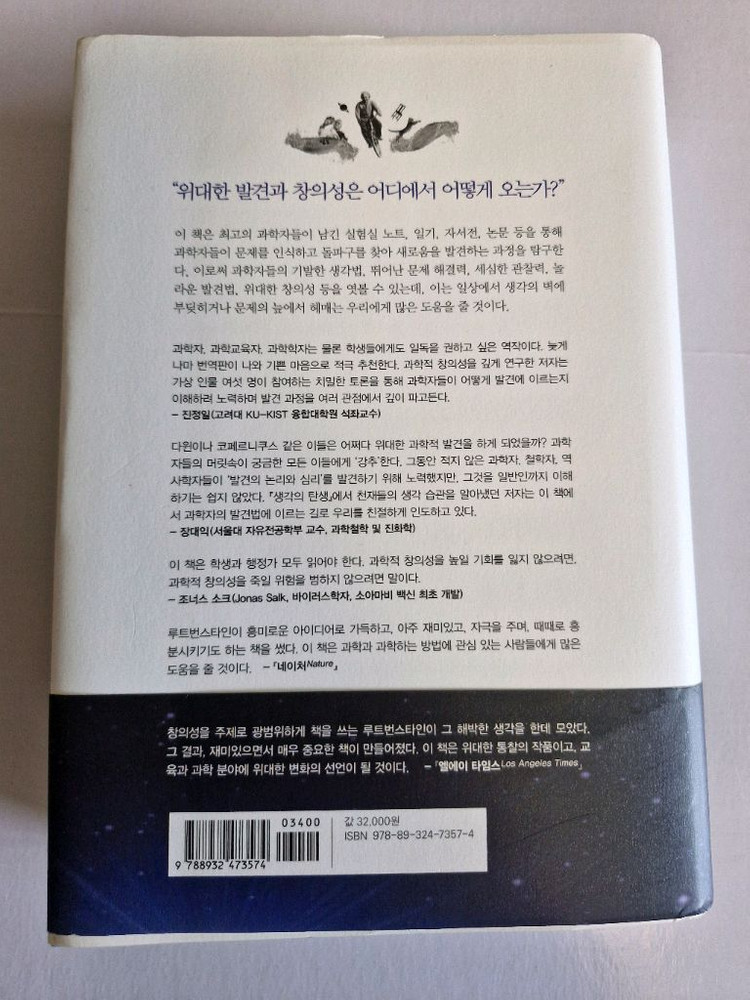 “위대한 발견과 창의성은 어디에서 어떻게 오는가?”
이 책은 최고의 과학자들이 남긴 실험실 노트, 일기, 자서전, 논문 등을 통해
과학자들이 문제를 인식하고 돌파구를 찾아 새로움을 발견하는 과정을 탐구한
다. 이로써 과학자들의 기발한 생각법, 뛰어난 문제 해결력, 세심한 관찰력, 놀
라운 발견법, 위대한 창의성 등을 엿볼 수 있는데, 이는 일상에서 생각의 벽에
부딪히거나 문제의 늪에서 헤매는 우리에게 많은 도움을 줄 것이다.
과학자, 과학교육자, 과학학자는 물론 학생들에게도 일독을 권하고 싶은 역작이다. 늦게
나마 번역판이 나와 기쁜 마음으로 적극 추천한다. 과학적 창의성을 깊게 연구한 저자는
가상 인물 여섯 명이 참여하는 치밀한 토론을 통해 과학자들이 어떻게 발견에 이르는지
이해하려 노력하며 발견 과정을 여러 관점에서 깊이 파고든다.
– 진정일(고려대 KU-KIST 융합대학원 석좌교수)
다윈이나 코페르니쿠스 같은 이들은 어쩌다 위대한 과학적 발견을 하게 되었을까? 과학
자들의 머릿속이 궁금한 모든 이들에게 ‘강추’한다. 그동안 적지 않은 과학자, 철학자, 역
사학자들이 ‘발견의 논리와 심리’를 발견하기 위해 노력했지만, 그것을 일반인까지 이해
하기는 쉽지 않았다. 『생각의 탄생』에서 천재들의 생각 습관을 알아냈던 저자는 이 책에
서 과학자의 발견법에 이르는 길로 우리를 친절하게 인도하고 있다.
– 장대익(서울대 자유전공학부 교수, 과학철학 및 진화학)
이 책은 학생과 행정가 모두 읽어야 한다. 과학적 창의성을 높일 기회를 잃지 않으려면,
과학적 창의성을 죽일 위험을 범하지 않으려면 말이다.
– 조너스 소크(Jonas Salk, 바이러스학자, 소아마비 백신 최초 개발)
루트번스타인이 흥미로운 아이디어로 가득하고, 아주 재미있고, 자극을 주며, 때때로 흥
분시키기도 하는 책을 썼다. 이 책은 과학과 과학하는 방법에 관심 있는 사람들에게 많은
도움을 줄 것이다. –「네이처Nature」
창의성을 주제로 광범위하게 책을 쓰는 루트번스타인이 그 해박한 생각을 한데 모았다.
그 결과, 재미있으면서 매우 중요한 책이 만들어졌다. 이 책은 위대한 통찰의 작품이고, 교
육과 과학 분야에 위대한 변화의 선언이 될 것이다. –「엘에이 타임스Los Angeles Times」
03400
9 788932 473574
값 32,000원
ISBN 978-89-324-7357-4